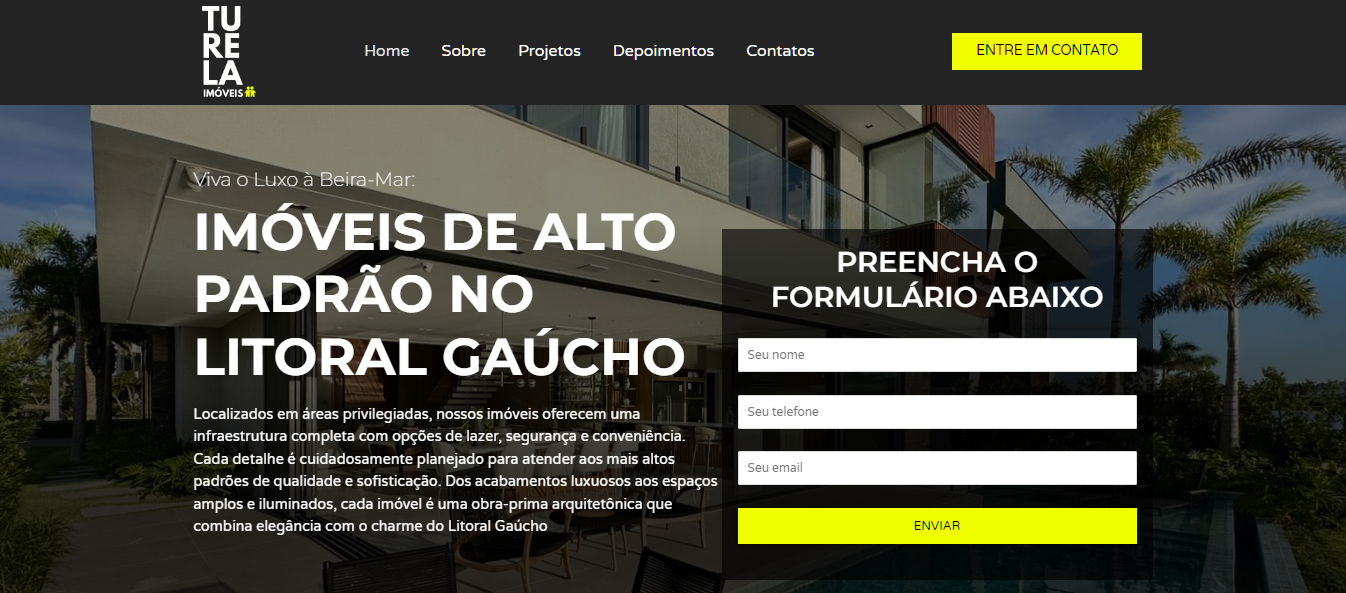 TU
RE
LA
IMÓVEIS
Home Sobre Projetos Depoimentos Contatos
ENTRE EM CONTATO
Viva o Luxo à Beira-Mar:
IMÓVEIS DE ALTO
PADRÃO NO
LITORAL GAÚCHO
Localizados em áreas privilegiadas, nossos imóveis oferecem uma
infraestrutura completa com opções de lazer, segurança e conveniência.
Cada detalhe é cuidadosamente planejado para atender aos mais altos
padrões de qualidade e sofisticação. Dos acabamentos luxuosos aos espaços
amplos e iluminados, cada imóvel é uma obra-prima arquitetônica que
combina elegância com o charme do Litoral Gaúcho
PREENCHA O
FORMULÁRIO ABAIXO
Seu nome
Seu telefone
Seu email
ENVIAR